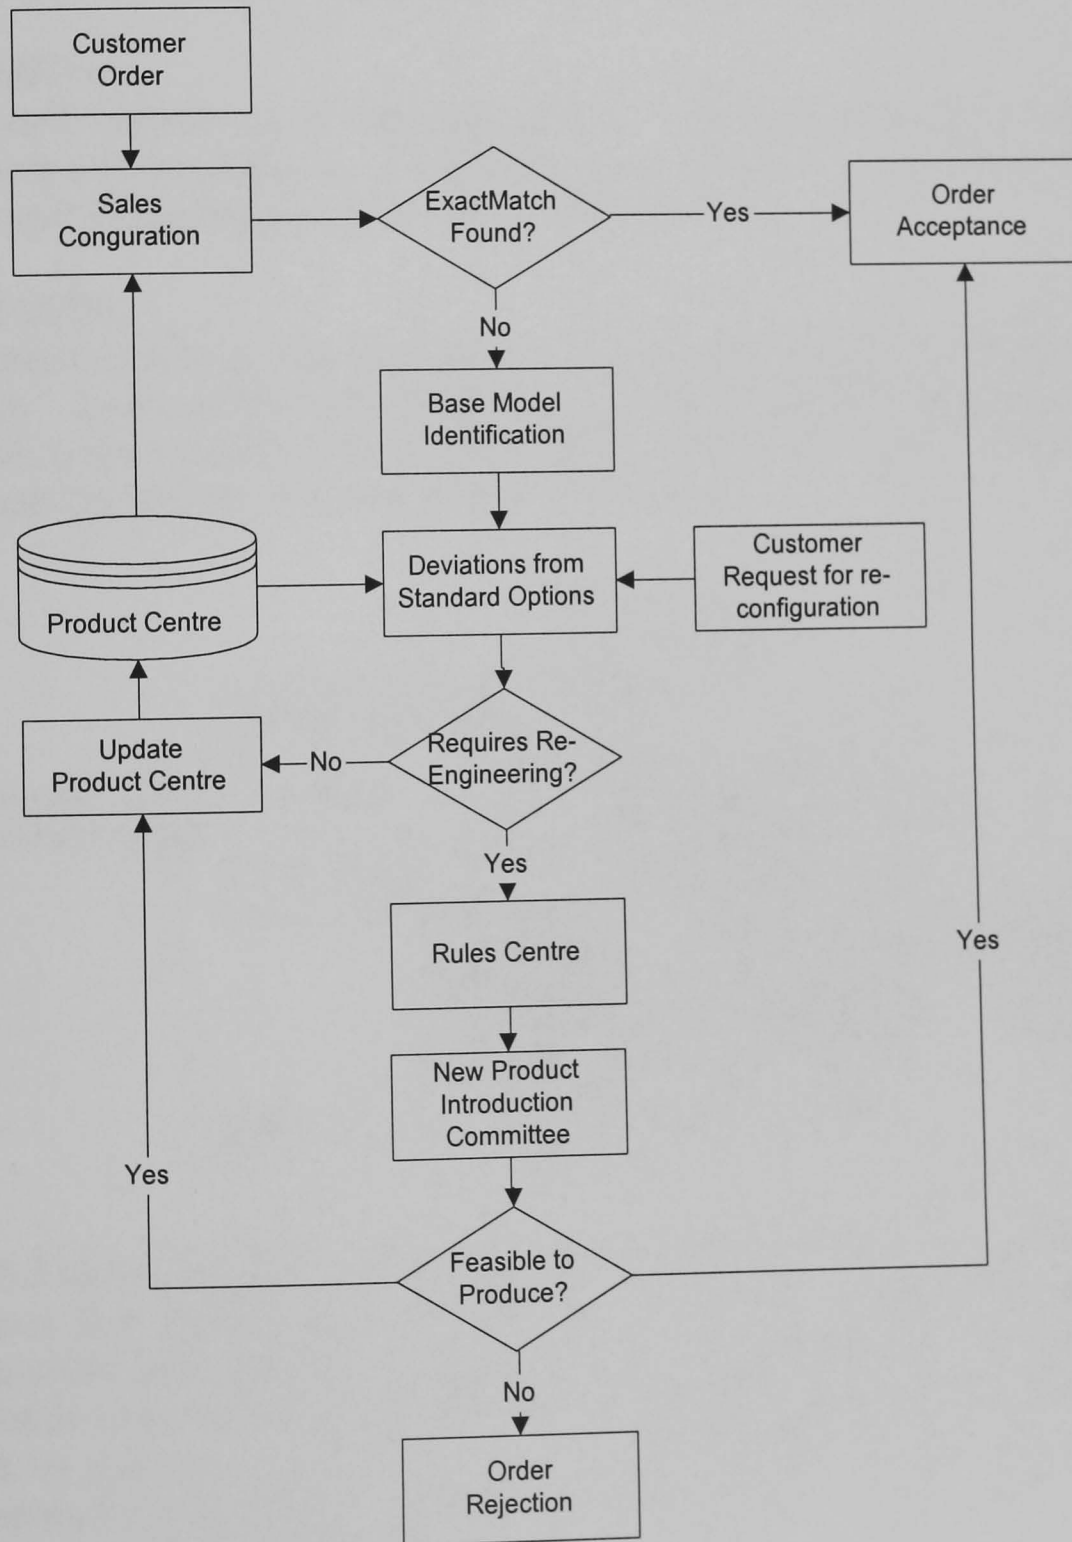 Customer
Order
Sales
Conguration
ExactMatch
Found?
Yes
Order
Acceptance
No
Base Model
Identification
Product Centre
Deviations from
Standard Options
Customer
Request for re-
configuration
Update
Product Centre
No
Requires Re-
Engineering?
Yes
Rules Centre
Yes
New Product
Introduction
Committee
Yes
Feasible to
Produce?
No
Order
Rejection